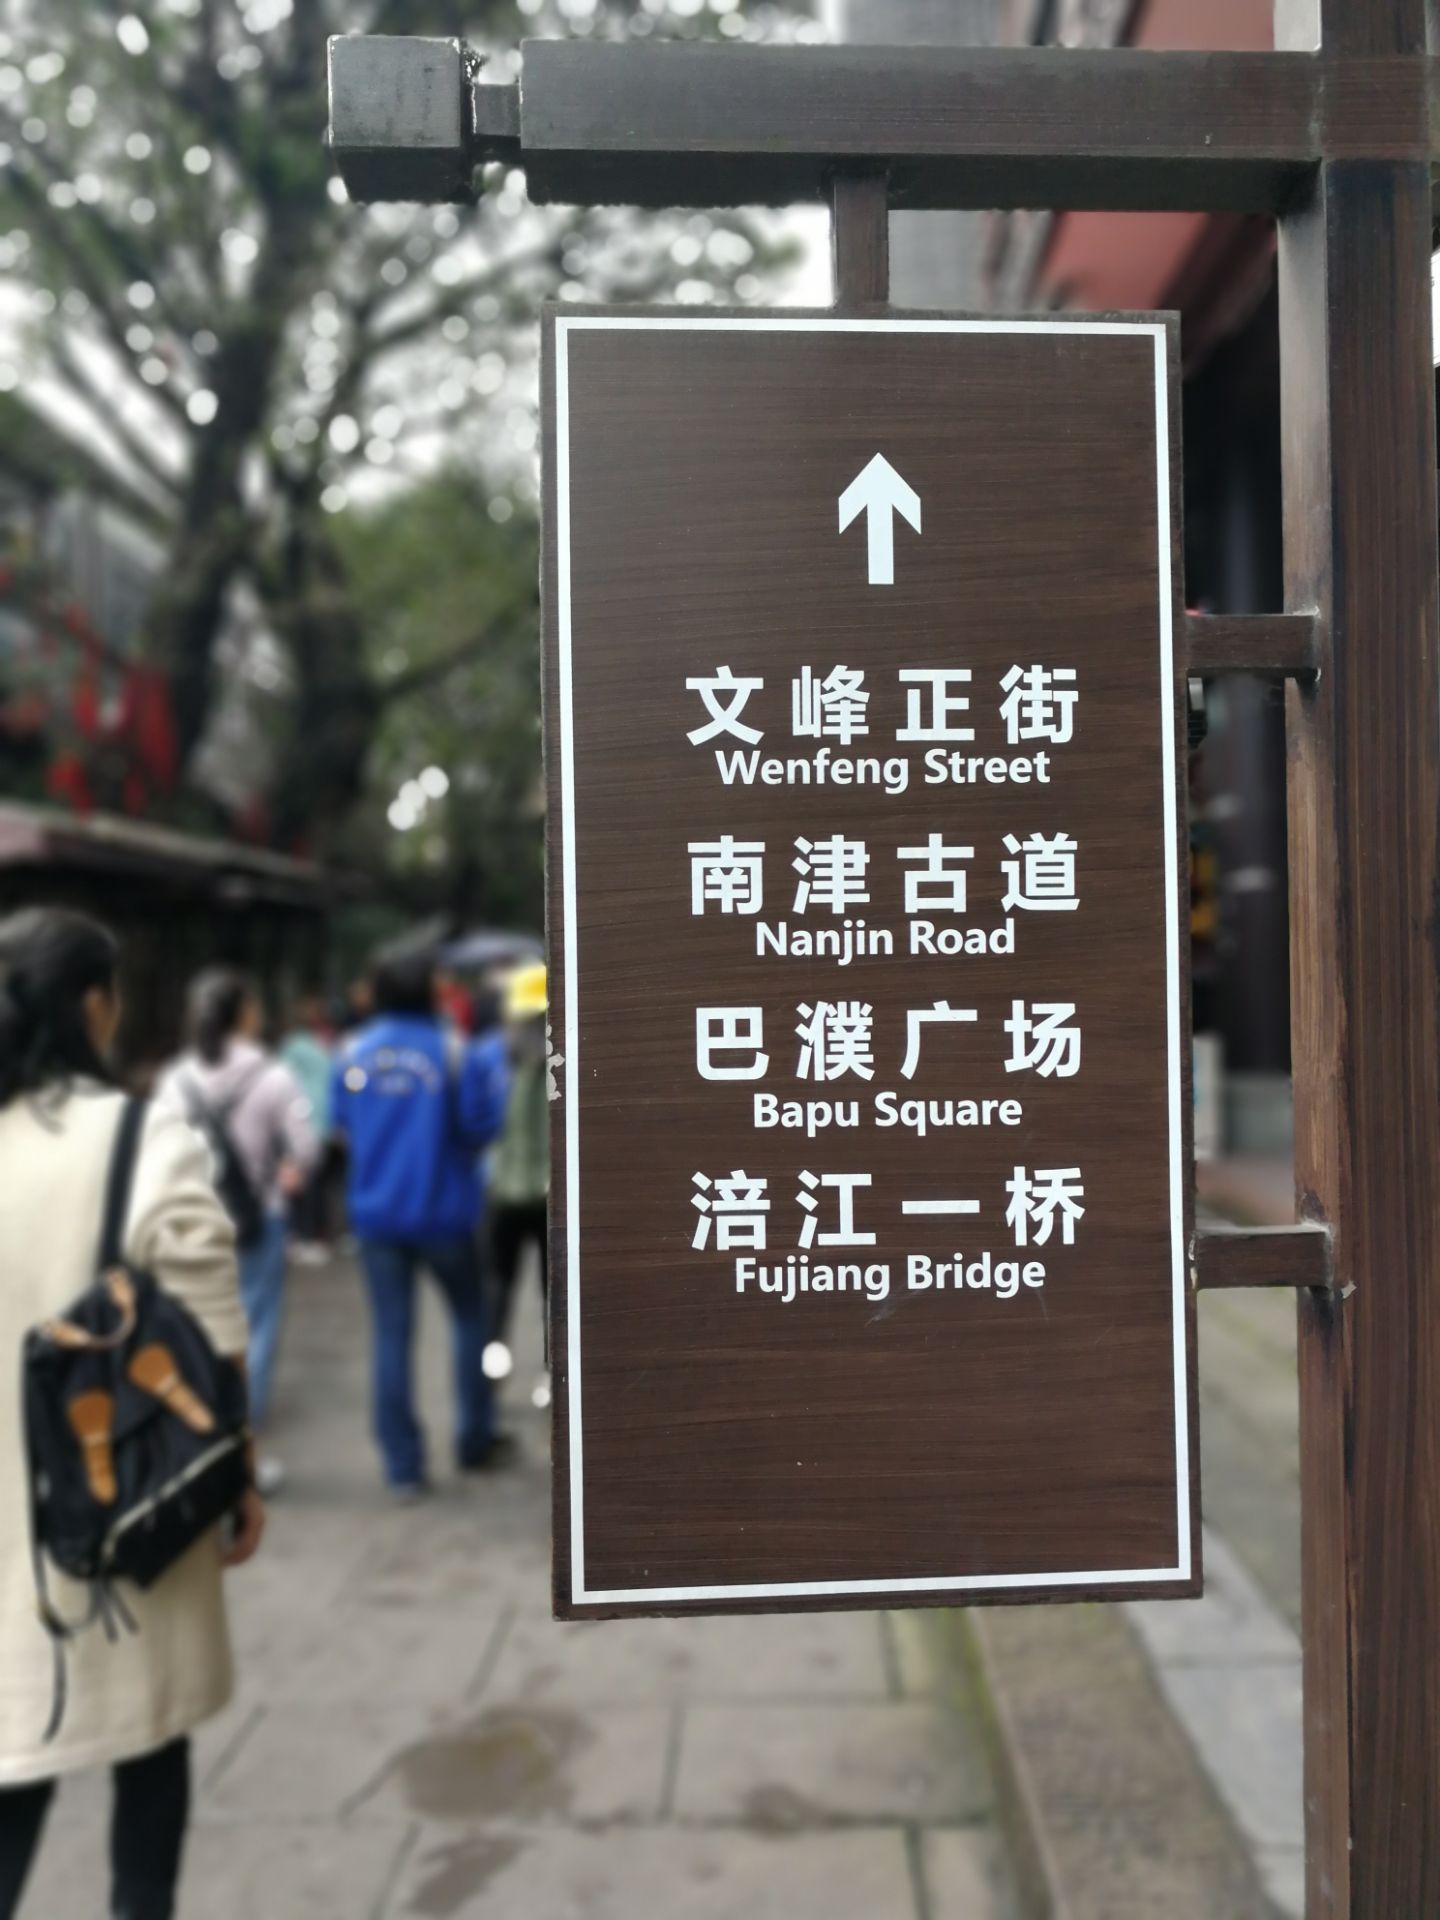 文峰正街
Wenfeng Street
南津古道
Nanjin Road
巴濮广场
Bapu Square
涪江一桥
Fujiang Bridge